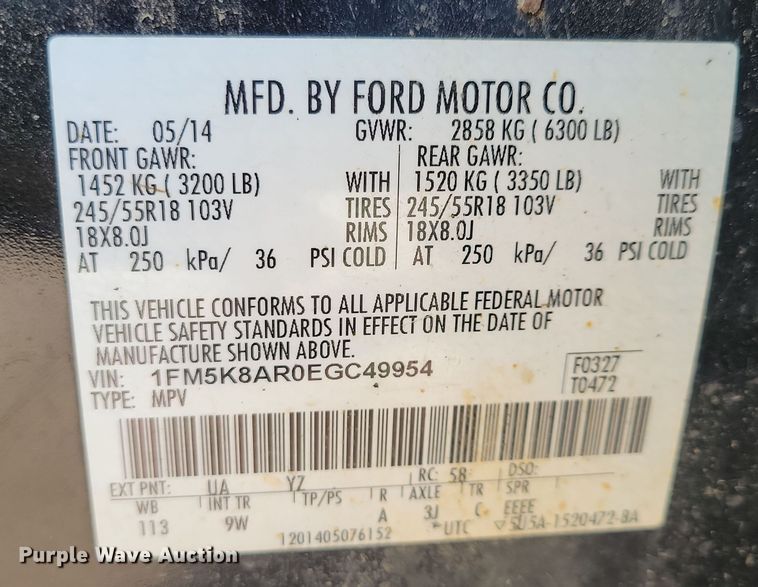 MFD. BY FORD MOTOR CO.
DATE: 05/14 GVWR: 2858 KG ( 6300 LB)
FRONT GAWR: REAR GAWR:
1452 KG ( 3200 LB) WITH 1520 KG ( 3350 LB) WITH
245/55R18 103V TIRES 245/55R18 103V TIRES
18X8.0J RIMS 18X8.0J RIMS
AT 250 kPa/ 36 PSI COLD AT 250 kPa/ 36 PSI COLD
THIS VEHICLE CONFORMS TO ALL APPLICABLE FEDERAL MOTOR
VEHICLE SAFETY STANDARDS IN EFFECT ON THE DATE OF
MANUFACTURE SHOWN ABOVE.
VIN: 1FM5K8AR0EGC49954 F0327
TYPE: MPV T0472
EXT PNT: UA YZ RC: 58 DSO:
WB INT TR TP/PS R AXLE TR SPR
113 9W A 3J C EEEE
1201405076152 UTC 5U5A-1520472-BA
Purple Wave Auction